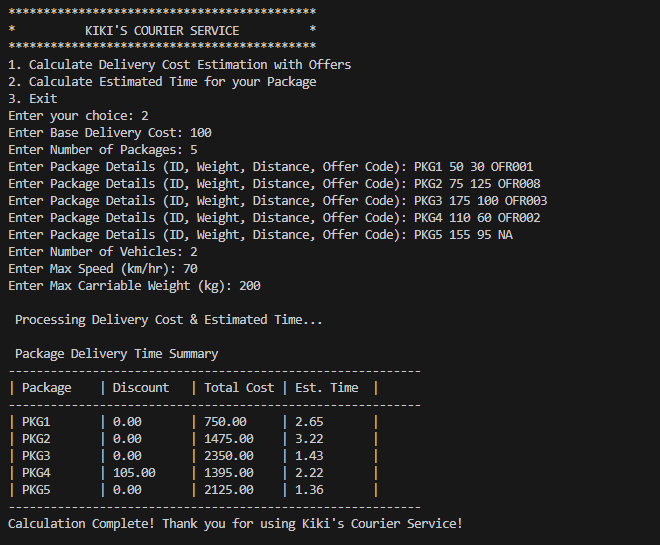 ********************************************
*          KIKI'S COURIER SERVICE          *
********************************************
1. Calculate Delivery Cost Estimation with Offers
2. Calculate Estimated Time for your Package
3. Exit
Enter your choice: 2
Enter Base Delivery Cost: 100
Enter Number of Packages: 5
Enter Package Details (ID, Weight, Distance, Offer Code): PKG1 50 30 OFR001
Enter Package Details (ID, Weight, Distance, Offer Code): PKG2 75 125 OFR008
Enter Package Details (ID, Weight, Distance, Offer Code): PKG3 175 100 OFR003
Enter Package Details (ID, Weight, Distance, Offer Code): PKG4 110 60 OFR002
Enter Package Details (ID, Weight, Distance, Offer Code): PKG5 155 95 NA
Enter Number of Vehicles: 2
Enter Max Speed (km/hr): 70
Enter Max Carriable Weight (kg): 200
Processing Delivery Cost & Estimated Time...
Package Delivery Time Summary
-----------------------------------------------------------
| Package    | Discount   | Total Cost | Est. Time  |
-----------------------------------------------------------
| PKG1       | 0.00       | 750.00     | 2.65       |
| PKG2       | 0.00       | 1475.00    | 3.22       |
| PKG3       | 0.00       | 2350.00    | 1.43       |
| PKG4       | 105.00     | 1395.00    | 2.22       |
| PKG5       | 0.00       | 2125.00    | 1.36       |
-----------------------------------------------------------
Calculation Complete! Thank you for using Kiki's Courier Service!